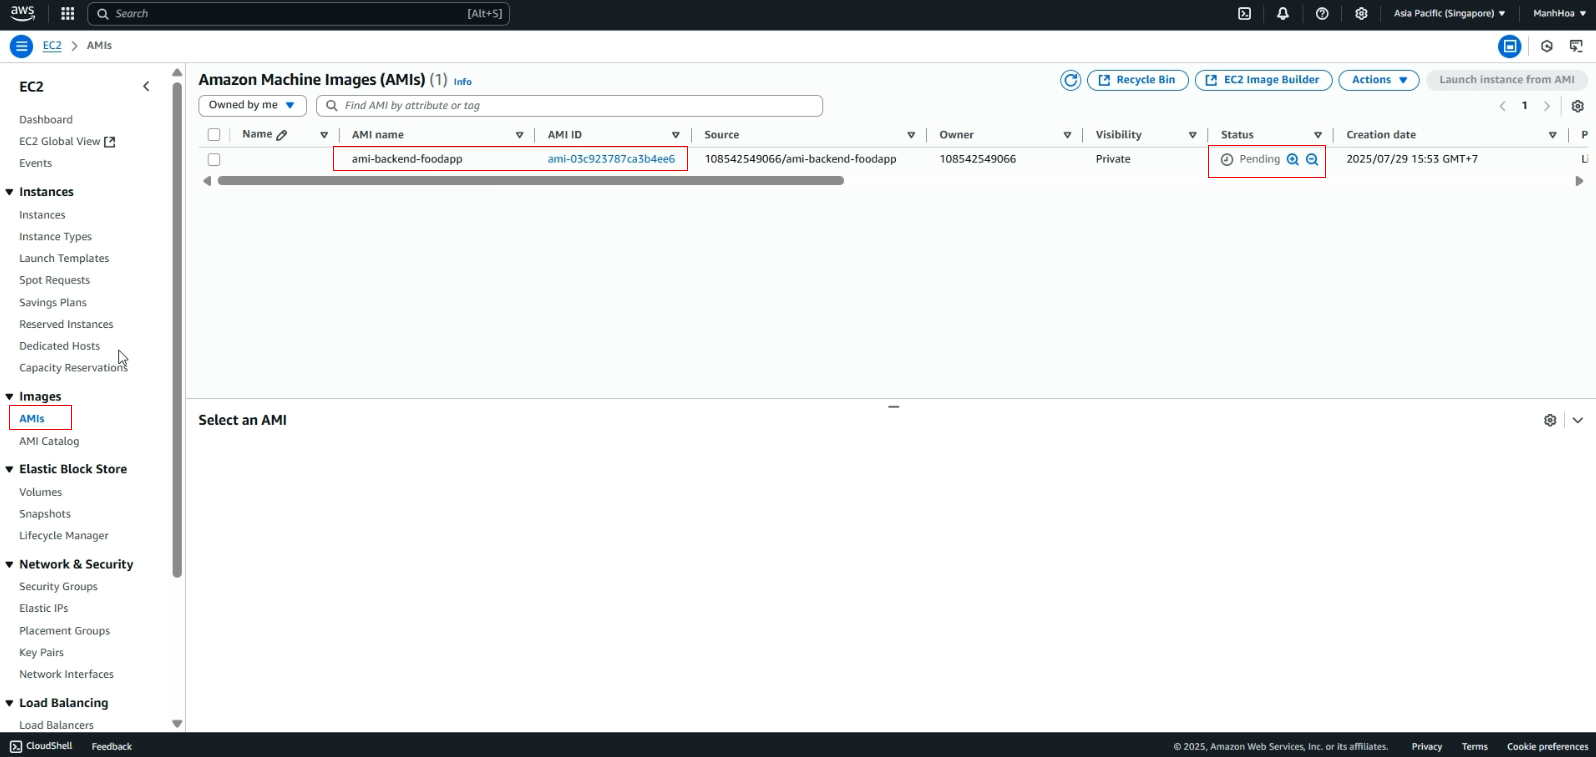 aws Search [Alt+S] Asia Pacific (Singapore) ManhHoa
EC2 AMIs
EC2
Dashboard
EC2 Global View
Events
Instances
Instances
Instance Types
Launch Templates
Spot Requests
Savings Plans
Reserved Instances
Dedicated Hosts
Capacity Reservations
Images
AMIs
AMI Catalog
Elastic Block Store
Volumes
Snapshots
Lifecycle Manager
Network & Security
Security Groups
Elastic IPs
Placement Groups
Key Pairs
Network Interfaces
Load Balancing
Load Balancers
Amazon Machine Images (AMIs) (1) Info Recycle Bin EC2 Image Builder Actions Launch instance from AMI
Owned by me Find AMI by attribute or tag 1
Name AMI name AMI ID Source Owner Visibility Status Creation date P
ami-backend-foodapp ami-03c923787ca3b4ee6 108542549066/ami-backend-foodapp 108542549066 Private Pending 2025/07/29 15:53 GMT+7 Li
Select an AMI
CloudShell Feedback © 2025, Amazon Web Services, Inc. or its affiliates. Privacy Terms Cookie preferences